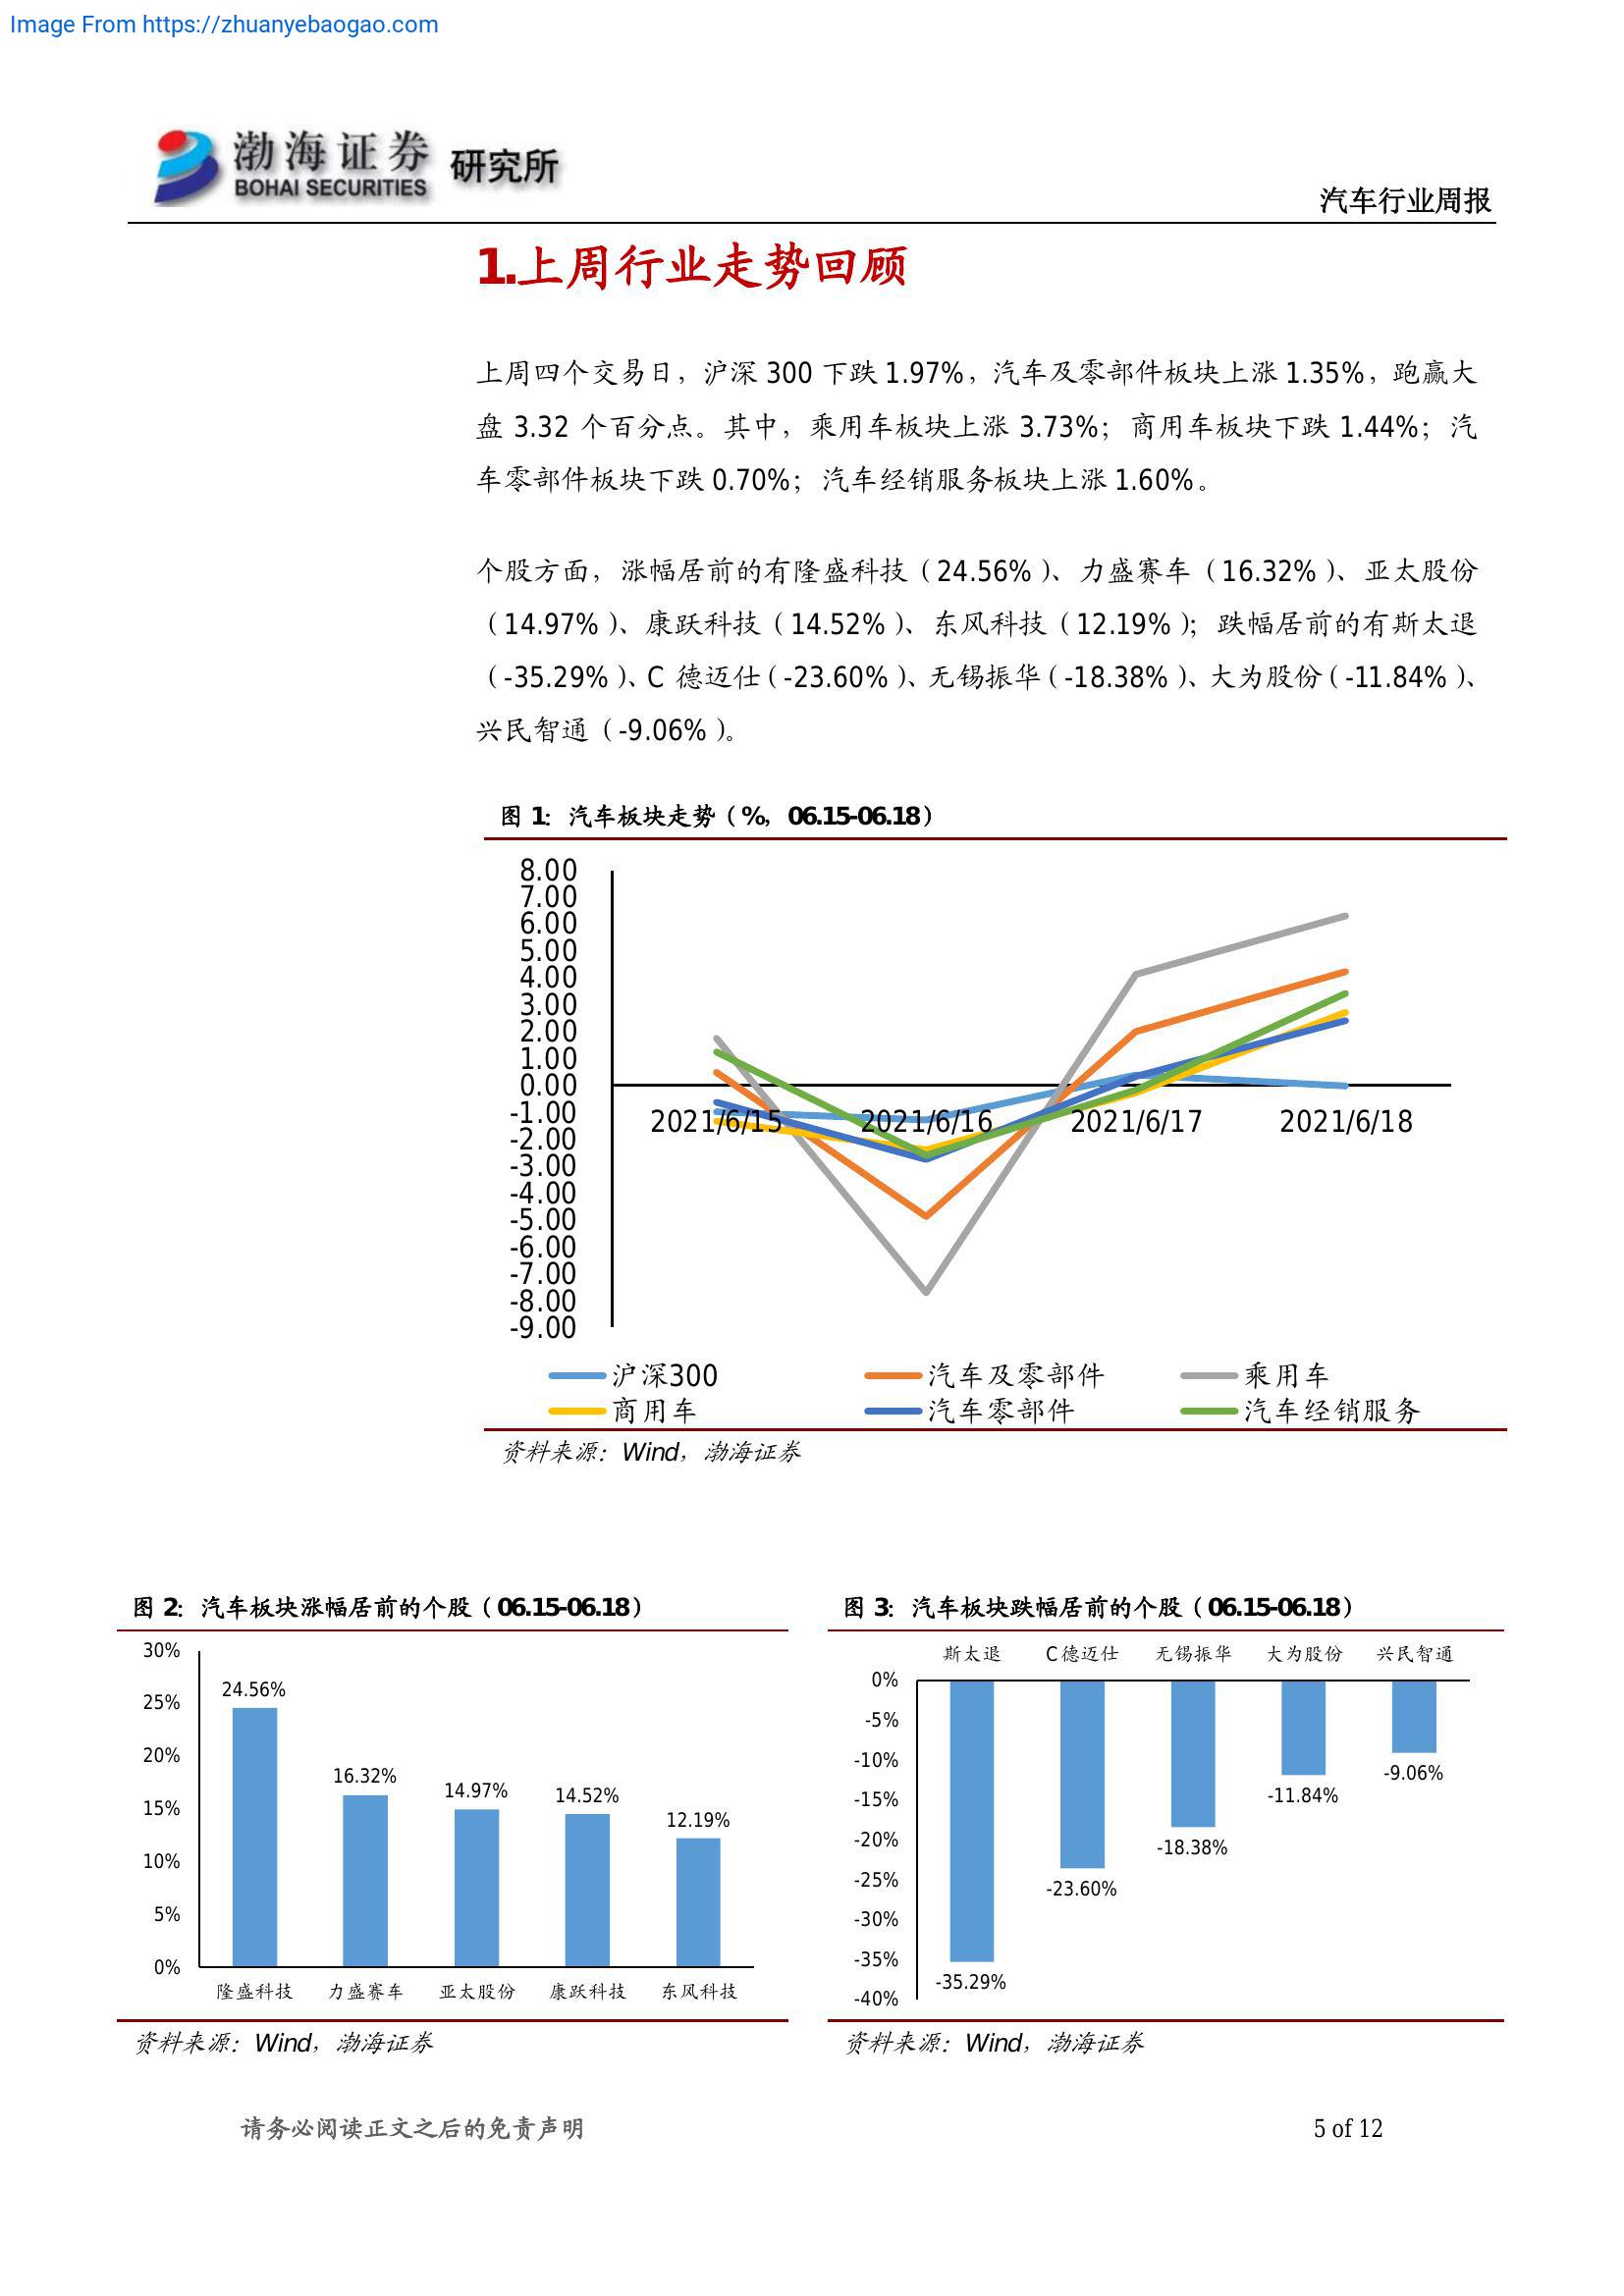 Image From https://zhuanyebaogao.com
渤海证券 研究所
BOHAI SECURITIES
汽车行业周报
1.上周行业走势回顾
上周四个交易日，沪深 300 下跌 1.97%，汽车及零部件板块上涨 1.35%，跑赢大
盘 3.32 个百分点。其中，乘用车板块上涨 3.73%；商用车板块下跌 1.44%；汽
车零部件板块下跌 0.70%；汽车经销服务板块上涨 1.60%。
个股方面，涨幅居前的有隆盛科技（24.56%）、力盛赛车（16.32%）、亚太股份
（14.97%）、康跃科技（14.52%）、东风科技（12.19%）；跌幅居前的有斯太退
（-35.29%）、C 德迈仕（-23.60%）、无锡振华（-18.38%）、大为股份（-11.84%）、
兴民智通（-9.06%）。
图 1：汽车板块走势（%，06.15-06.18）
8.00
7.00
6.00
5.00
4.00
3.00
2.00
1.00
0.00
-1.00
-2.00
-3.00
-4.00
-5.00
-6.00
-7.00
-8.00
-9.00
2021/6/15 2021/6/16 2021/6/17 2021/6/18
沪深300 汽车及零部件 乘用车
商用车 汽车零部件 汽车经销服务
资料来源：Wind，渤海证券
图 2：汽车板块涨幅居前的个股（06.15-06.18）
30%
25%
20%
15%
10%
5%
0%
24.56%
16.32%
14.97%
14.52%
12.19%
隆盛科技 力盛赛车 亚太股份 康跃科技 东风科技
资料来源：Wind，渤海证券
图 3：汽车板块跌幅居前的个股（06.15-06.18）
斯太退 C德迈仕 无锡振华 大为股份 兴民智通
0%
-5%
-10%
-15%
-20%
-25%
-30%
-35%
-40%
-35.29%
-23.60%
-18.38%
-11.84%
-9.06%
资料来源：Wind，渤海证券
请务必阅读正文之后的免责声明
5 of 12